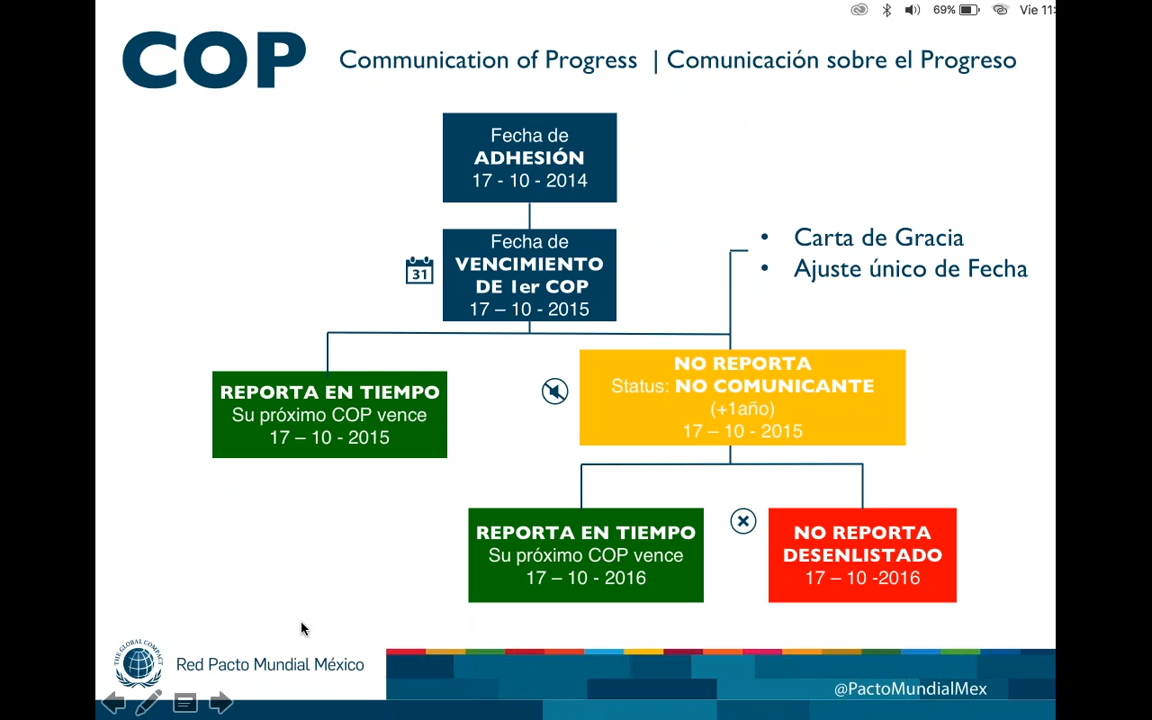 69%
Vie 11:
COP
Communication of Progress | Comunicación sobre el Progreso
Fecha de
ADHESIÓN
17 - 10 - 2014
Fecha de
VENCIMIENTO
DE 1er COP
17 – 10 - 2015
31
• Carta de Gracia
• Ajuste único de Fecha
REPORTA EN TIEMPO
Su próximo COP vence
17 – 10 - 2015
NO REPORTA
Status: NO COMUNICANTE
(+1año)
17 – 10 - 2015
REPORTA EN TIEMPO
Su próximo COP vence
17 – 10 - 2016
NO REPORTA
DESENLISTADO
17 – 10 -2016
THE GLOBAL COMPACT
Red Pacto Mundial México
@PactoMundialMex